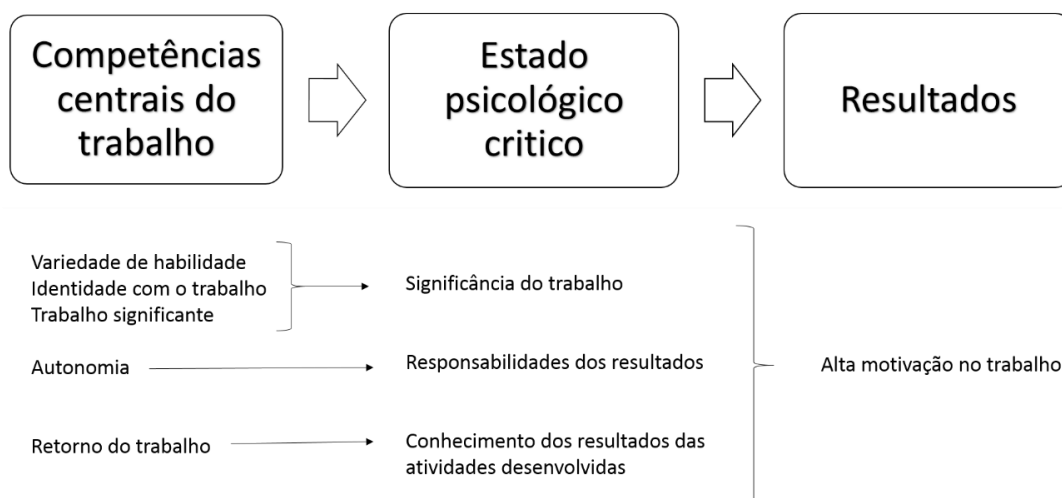 Competências
centrais do
trabalho
Estado
psicológico
critico
Resultados
Variedade de habilidade
Identidade com o trabalho
Trabalho significante
Significância do trabalho
Autonomia
Responsabilidades dos resultados
Alta motivação no trabalho
Retorno do trabalho
Conhecimento dos resultados das
atividades desenvolvidas